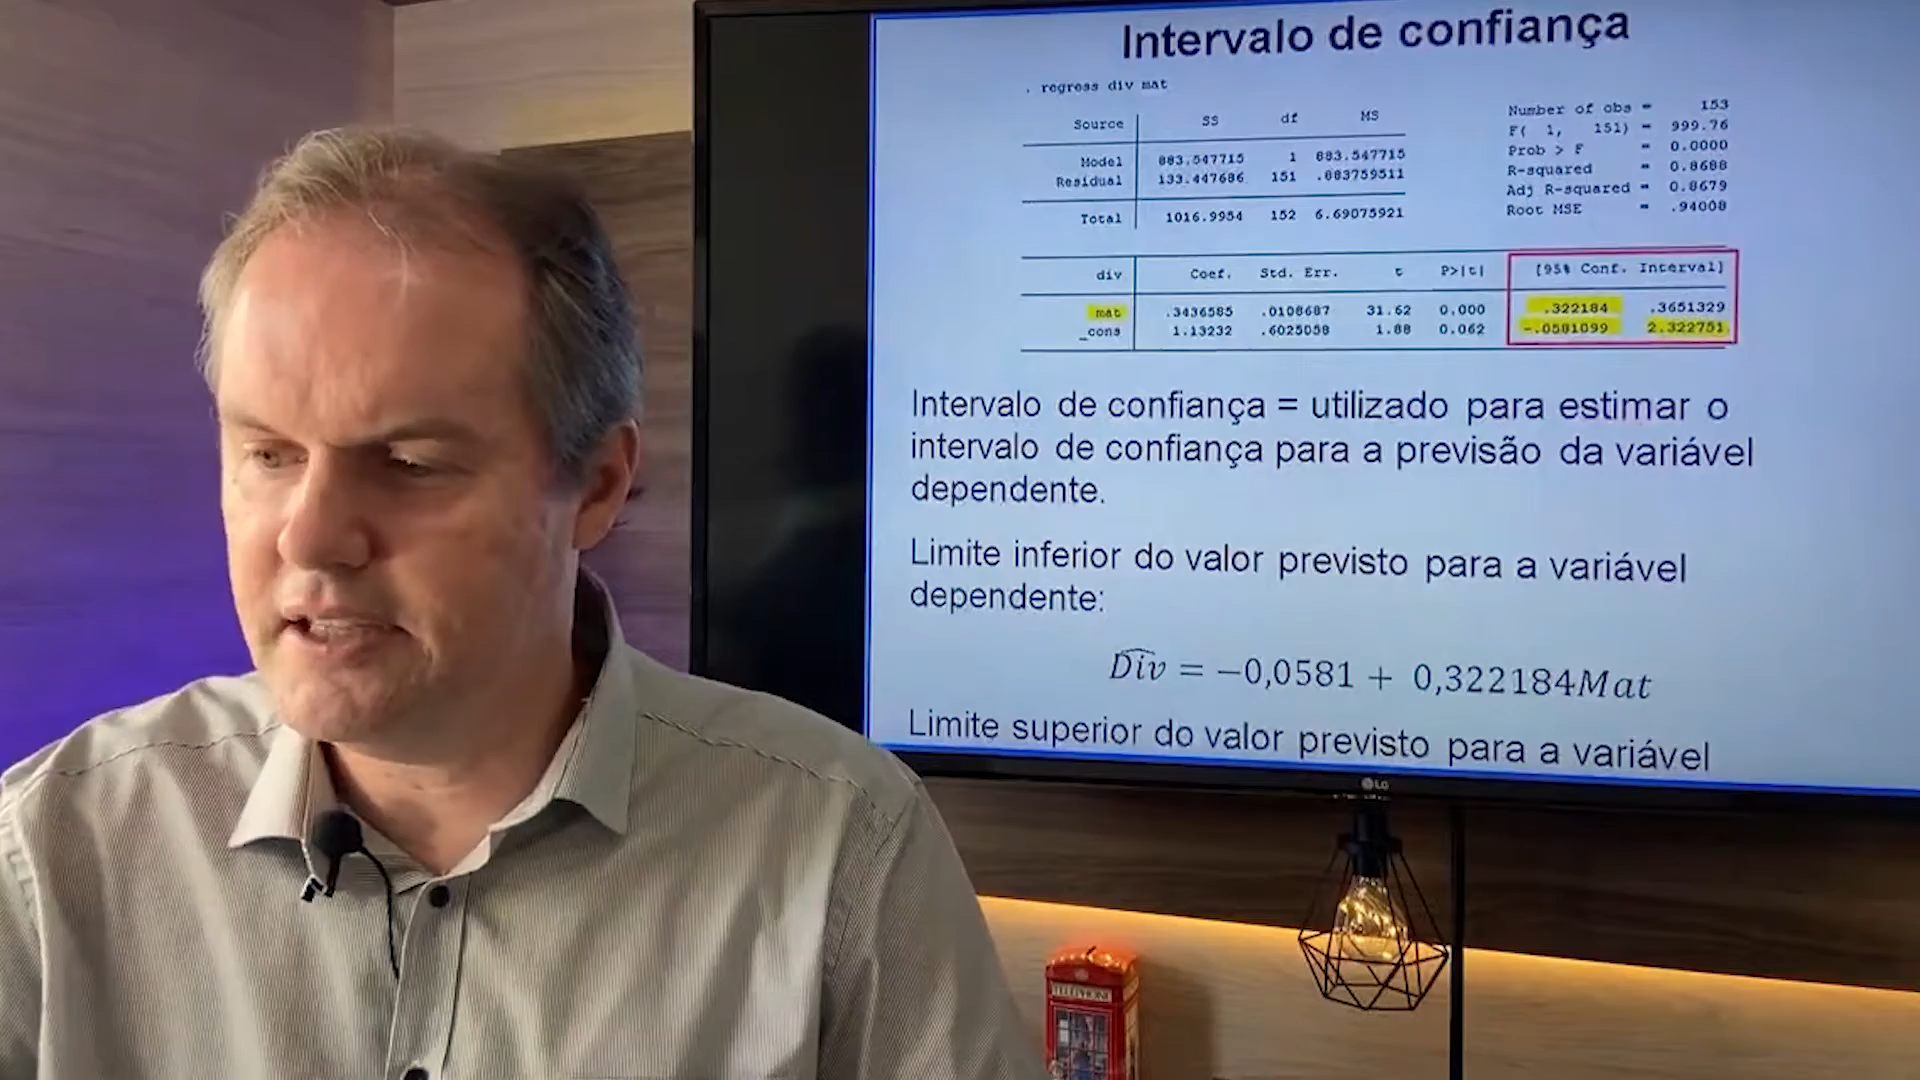 Intervalo de confiança
. regress div mat
Source SS df MS
Model 883.547715 1 883.547715
Residual 133.447686 151 .883759511
Total 1016.9954 152 6.69075921
Number of obs = 153
F( 1, 151) = 999.76
Prob > F = 0.0000
R-squared = 0.8688
Adj R-squared = 0.8679
Root MSE = .94008
div Coef. Std. Err. t P>|t| [95% Conf. Interval]
mat .3436585 .0108687 31.62 0.000 .322184 .3651329
_cons 1.13232 .6025058 1.88 0.062 -.0581099 2.322751
Intervalo de confiança = utilizado para estimar o
intervalo de confiança para a previsão da variável
dependente.
Limite inferior do valor previsto para a variável
dependente:
D̂iv = −0,0581 + 0,322184Mat
Limite superior do valor previsto para a variável
LG
TELEPHONE